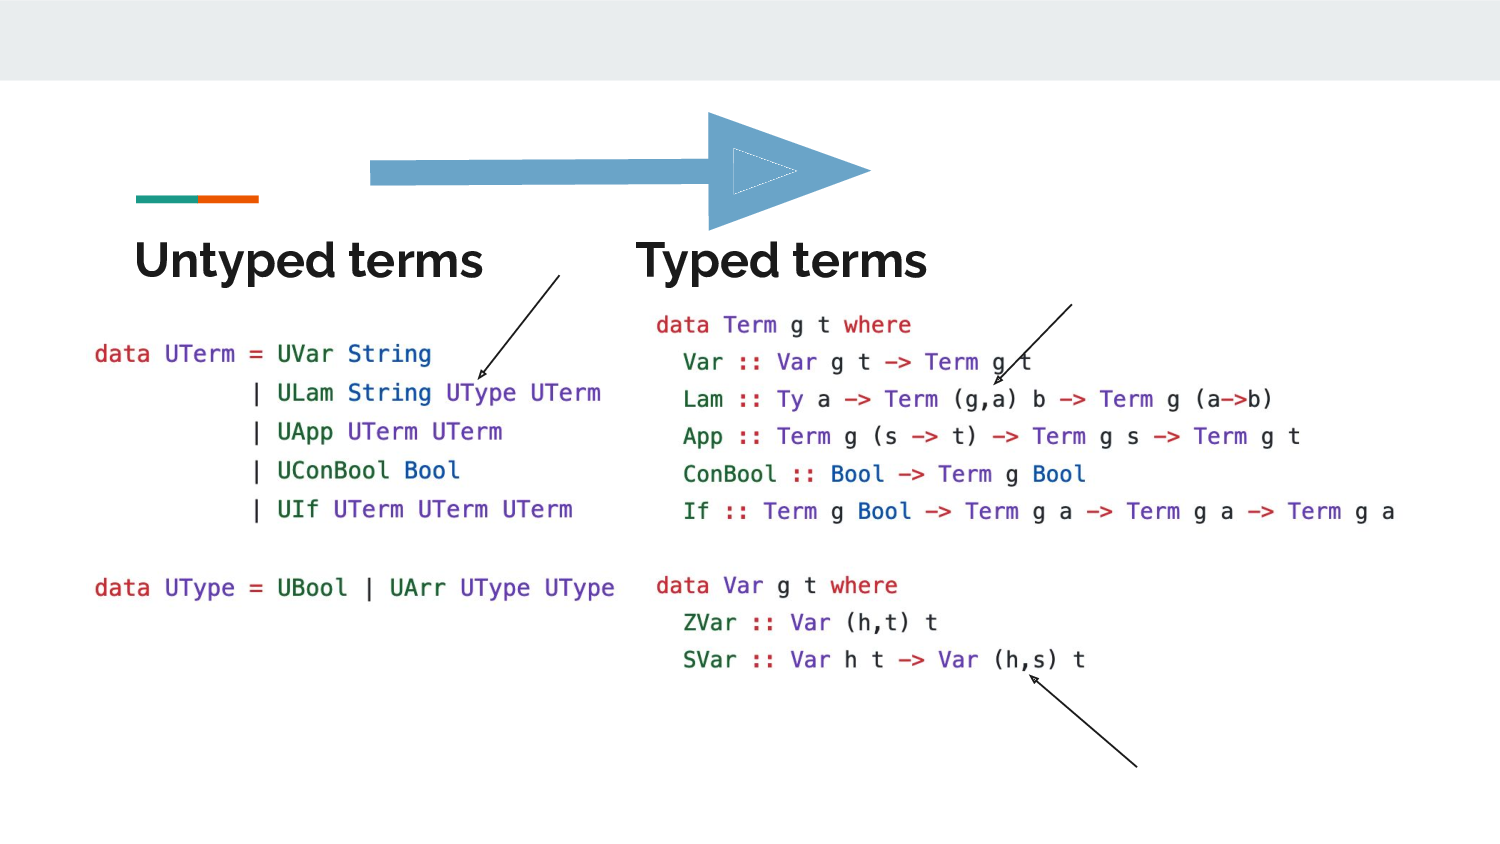 Untyped terms
data UTerm = UVar String
| ULam String UType UTerm
| UApp UTerm UTerm
| UConBool Bool
| UIf UTerm UTerm UTerm
data UType = UBool | UArr UType UType
Typed terms
data Term g t where
Var :: Var g t -> Term g t
Lam :: Ty a -> Term (g,a) b -> Term g (a->b)
App :: Term g (s -> t) -> Term g s -> Term g t
ConBool :: Bool -> Term g Bool
If :: Term g Bool -> Term g a -> Term g a -> Term g a
data Var g t where
ZVar :: Var (h,t) t
SVar :: Var h t -> Var (h,s) t